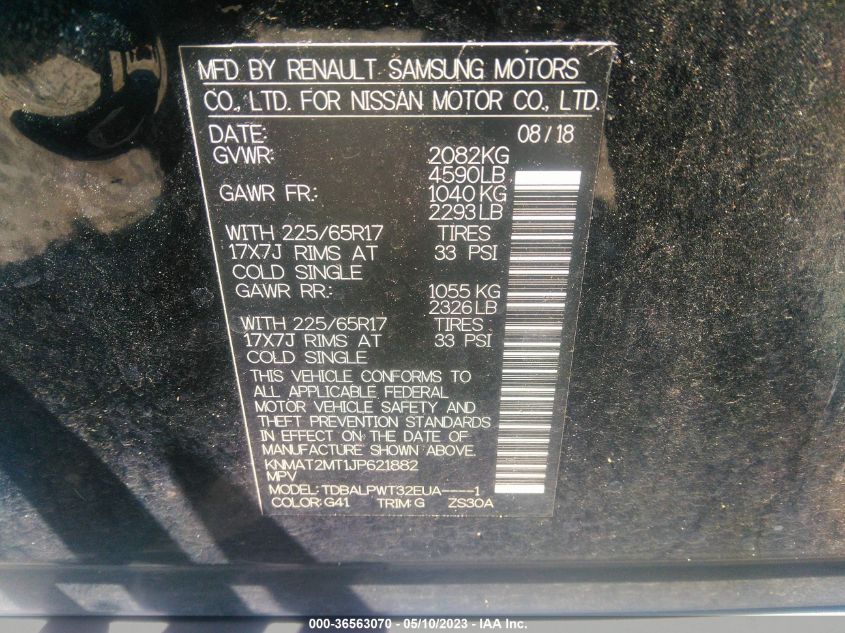 MFD BY RENAULT SAMSUNG MOTORS
CO., LTD. FOR NISSAN MOTOR CO., LTD.
DATE: 08/18
GVWR: 2082KG
4590LB
GAWR FR.: 1040KG
2293LB
WITH 225/65R17 TIRES
17X7J RIMS AT 33 PSI
COLD SINGLE
GAWR RR.: 1055 KG
2326LB
WITH 225/65R17 TIRES
17X7J RIMS AT 33 PSI
COLD SINGLE
THIS VEHICLE CONFORMS TO
ALL APPLICABLE FEDERAL
MOTOR VEHICLE SAFETY AND
THEFT PREVENTION STANDARDS
IN EFFECT ON THE DATE OF
MANUFACTURE SHOWN ABOVE.
KNMAT2MT1JP621882
MPV
MODEL: TDBALPWT32EUA----1
COLOR: G41 TRIM: G ZS30A
000-36563070 - 05/10/2023 - IAA Inc.